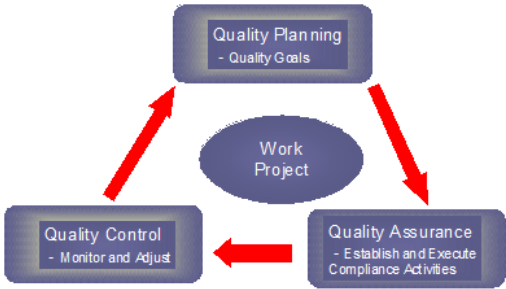 Quality Planning
- Quality Goals
Work
Project
Quality Control
- Monitor and Adjust
Quality Assurance
- Establish and Execute
Compliance Activities